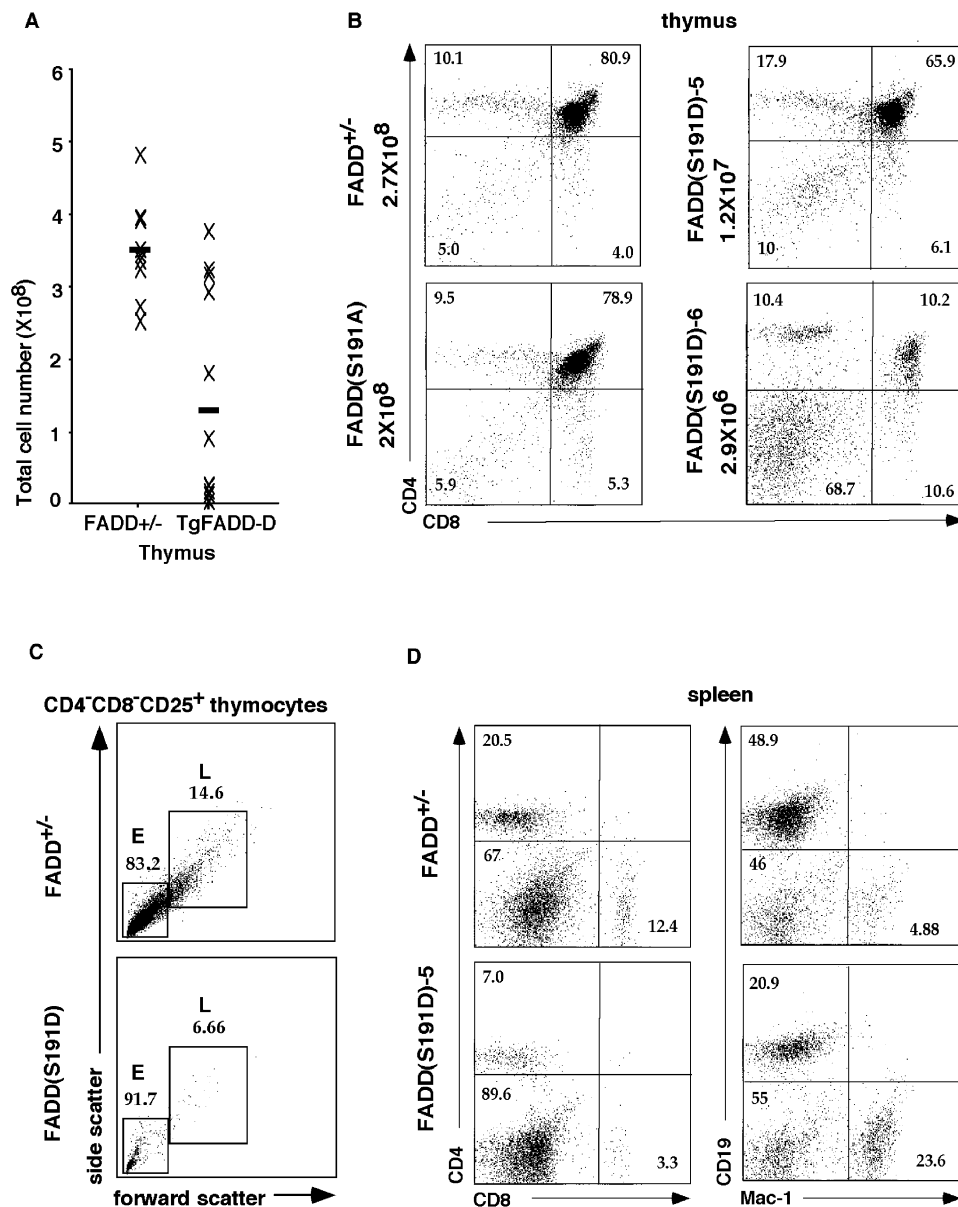 A
6
5
4
3
2
1
0
Total cell number (X10⁸)
FADD+/- TgFADD-D
Thymus
B
thymus
FADD+/-
2.7X10⁸
10.1 80.9
5.0 4.0
FADD(S191D)-5
1.2X10⁷
17.9 65.9
10 6.1
FADD(S191A)
2X10⁸
9.5 78.9
5.9 5.3
FADD(S191D)-6
2.9X10⁶
10.4 10.2
68.7 10.6
CD4
CD8
C
CD4⁻CD8⁻CD25⁺ thymocytes
FADD+/-
L
14.6
E
83.2
FADD(S191D)
L
6.66
E
91.7
side scatter
forward scatter
D
spleen
FADD+/-
20.5
67
12.4
48.9
46
4.88
FADD(S191D)-5
7.0
89.6
3.3
20.9
55
23.6
CD4
CD8
CD19
Mac-1